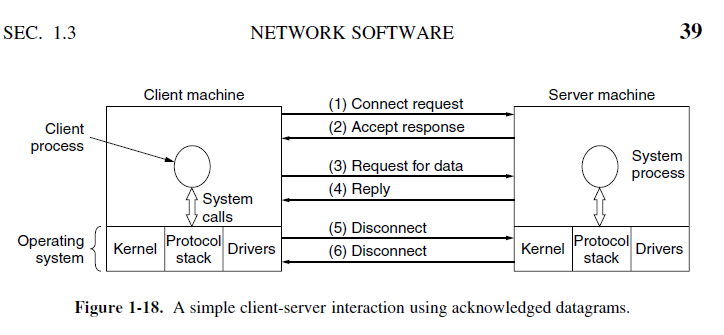 SEC. 1.3 NETWORK SOFTWARE 39
Client machine
Server machine
(1) Connect request
(2) Accept response
Client
process
(3) Request for data
(4) Reply
System
process
System
calls
(5) Disconnect
(6) Disconnect
Operating
system
Kernel
Protocol
stack
Drivers
Kernel
Protocol
stack
Drivers
Figure 1-18. A simple client-server interaction using acknowledged datagrams.